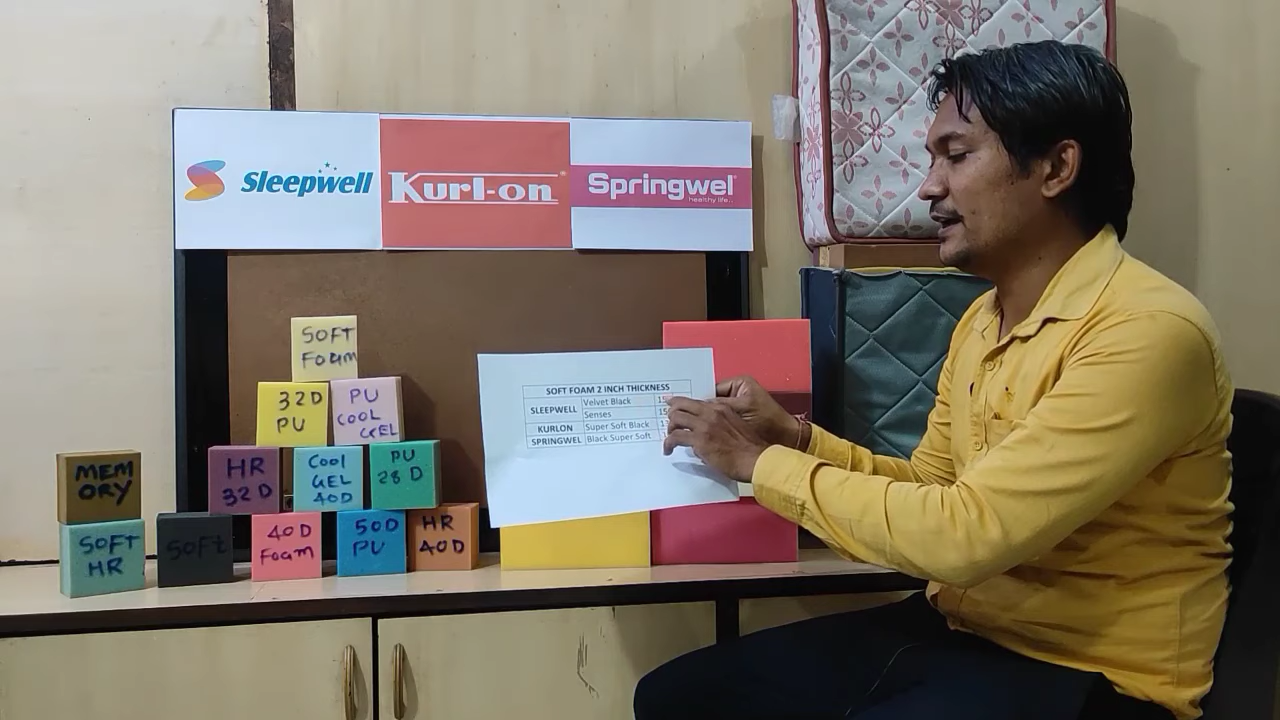 Sleepwell
Kurl-on
Springwel
healthy life..
SOFT
FOAM
32D
PU
PU
COOL
GEL
HR
32D
COOL
GEL
40D
PU
28D
MEM
ORY
SOFT
HR
SOFT
40D
FOAM
50D
PU
HR
40D
SOFT FOAM 2 INCH THICKNESS
SLEEPWELL
Velvet Black
Senses
KURLON Super Soft Black
SPRINGWEL Black Super Soft